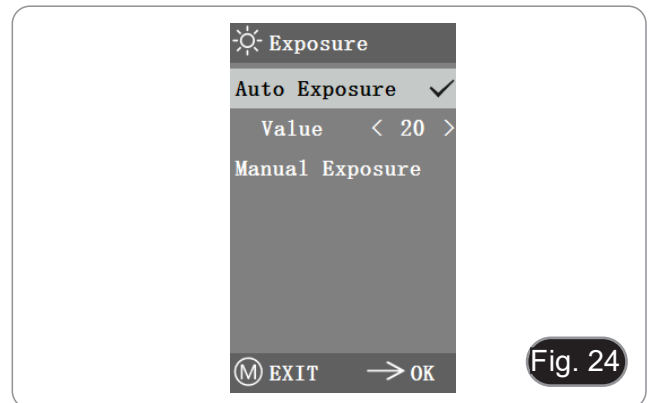 Exposure
Auto Exposure
Value < 20 >
Manual Exposure
M EXIT → OK
Fig. 24